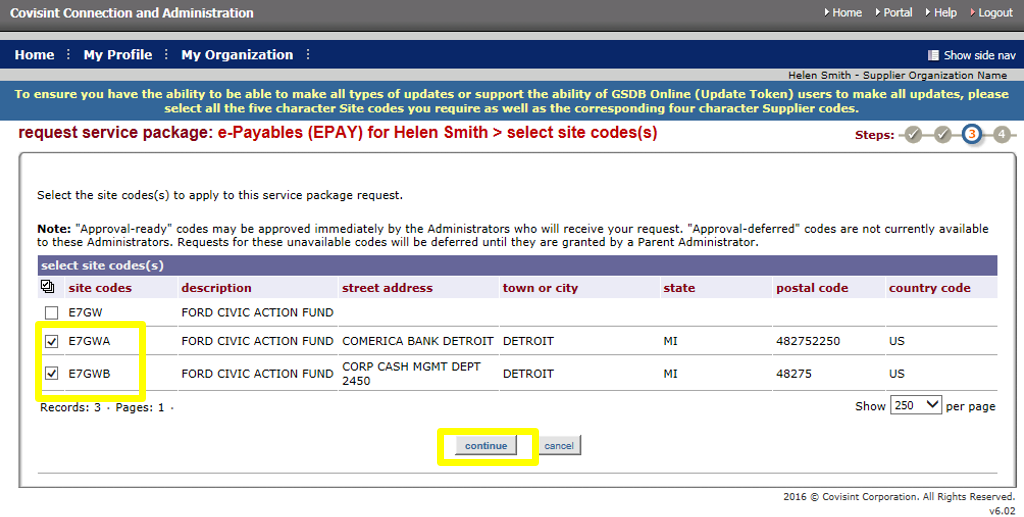 Covisint Connection and Administration
Home Portal Help Logout
Home My Profile My Organization
Show side nav
Helen Smith - Supplier Organization Name
To ensure you have the ability to be able to make all types of updates or support the ability of GSDB Online (Update Token) users to make all updates, please
select all the five character Site codes you require as well as the corresponding four character Supplier codes.
request service package: e-Payables (EPAY) for Helen Smith > select site codes(s)
Steps: 3 4
Select the site codes(s) to apply to this service package request.
Note: "Approval-ready" codes may be approved immediately by the Administrators who will receive your request. "Approval-deferred" codes are not currently available
to these Administrators. Requests for these unavailable codes will be deferred until they are granted by a Parent Administrator.
select site codes(s)
site codes description street address town or city state postal code country code
E7GW FORD CIVIC ACTION FUND
E7GWA FORD CIVIC ACTION FUND COMERICA BANK DETROIT DETROIT MI 482752250 US
E7GWB FORD CIVIC ACTION FUND CORP CASH MGMT DEPT
2450 DETROIT MI 48275 US
Records: 3 · Pages: 1 ·
Show 250 per page
continue cancel
2016 © Covisint Corporation. All Rights Reserved.
v6.02